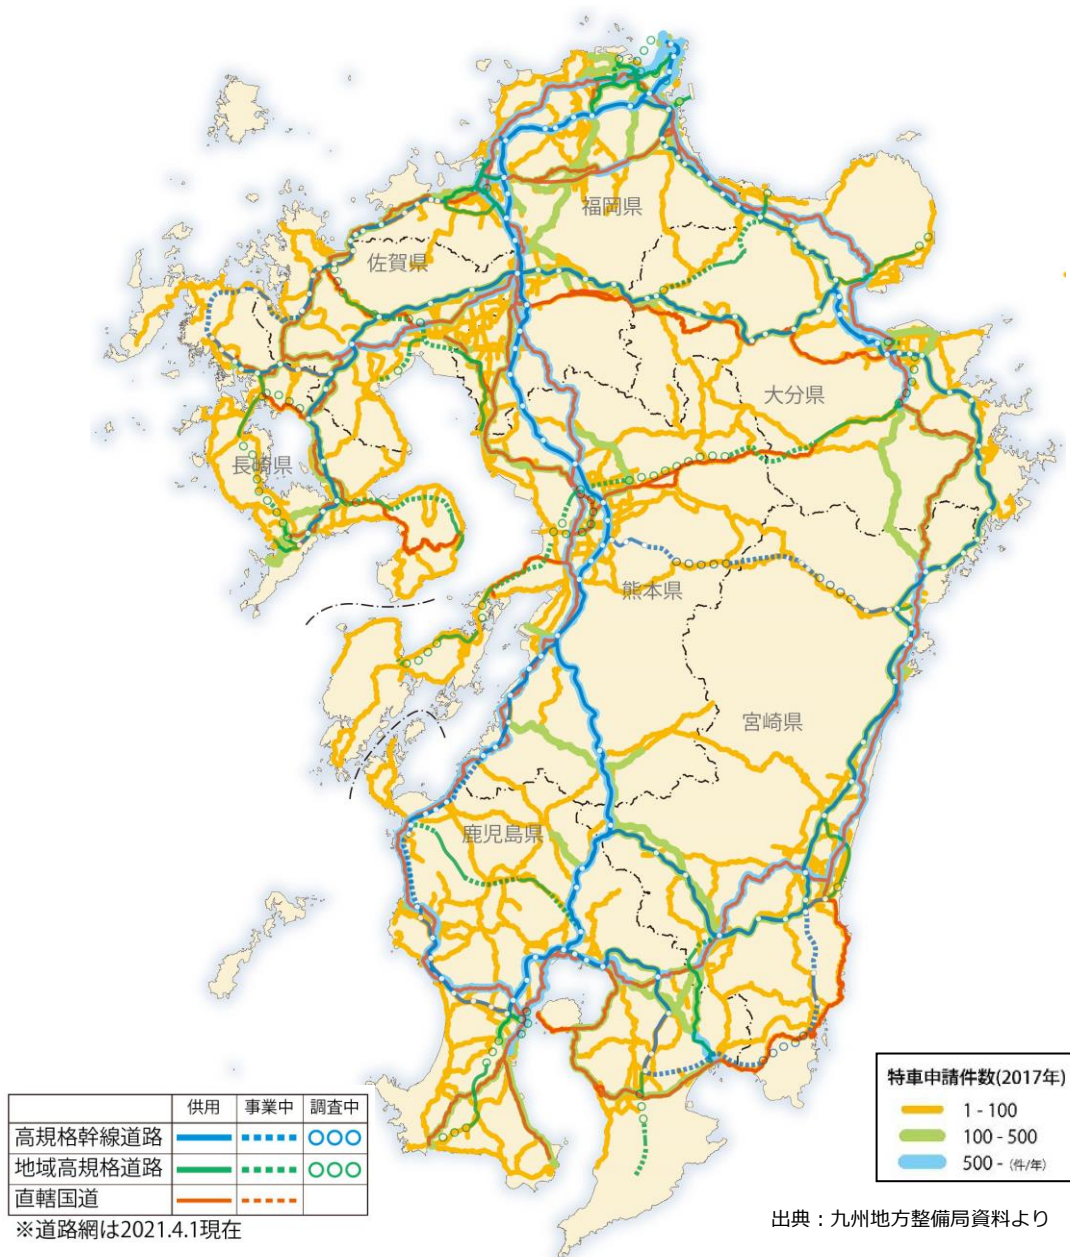 福岡県
佐賀県
大分県
長崎県
熊本県
宮崎県
鹿児島県
供用 事業中 調査中
高規格幹線道路
地域高規格道路
直轄国道
※道路網は2021.4.1現在
特車申請件数(2017年)
1 - 100
100 - 500
500 - (件/年)
出典：九州地方整備局資料より